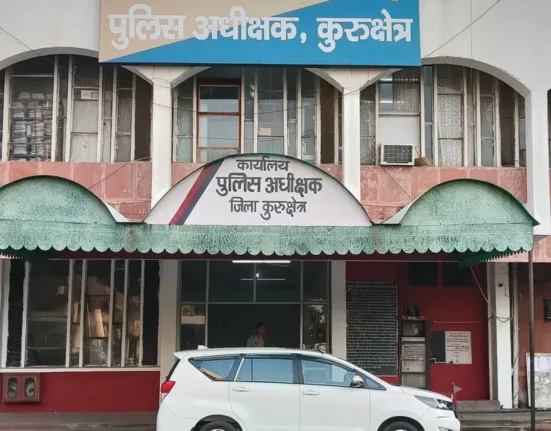 पुलिस अधीक्षक, कुरुक्षेत्र
कार्यालय
पुलिस अधीक्षक
जिला कुरुक्षेत्र